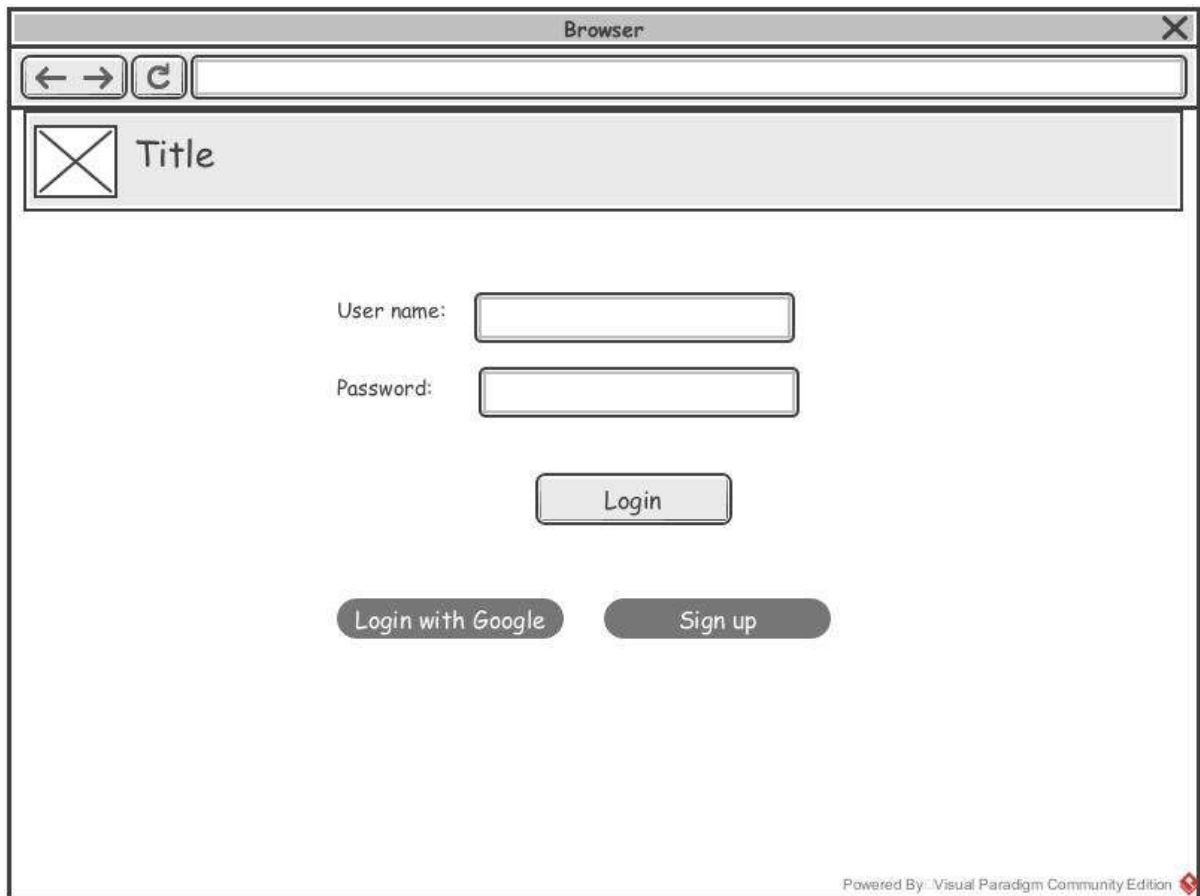 Browser
Title
User name:
Password:
Login
Login with Google
Sign up
Powered By Visual Paradigm Community Edition